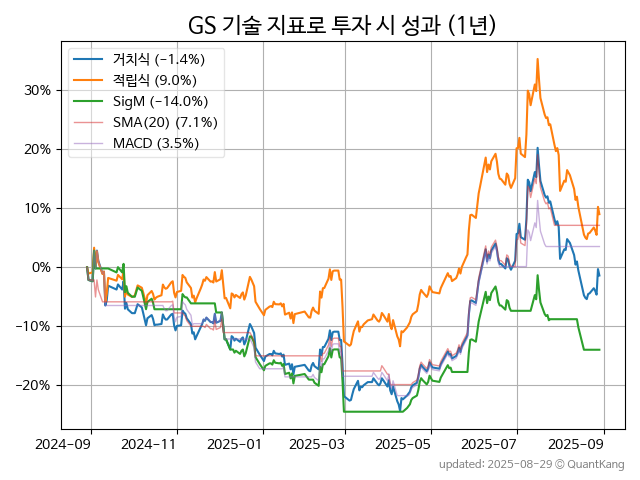 GS 기술 지표로 투자 시 성과 (1년)
거치식 (−1.4%)
적립식 (9.0%)
SigM (−14.0%)
SMA(20) (7.1%)
MACD (3.5%)
30%
20%
10%
0%
−10%
−20%
2024-09 2024-11 2025-01 2025-03 2025-05 2025-07 2025-09
updated: 2025-08-29 © QuantKang